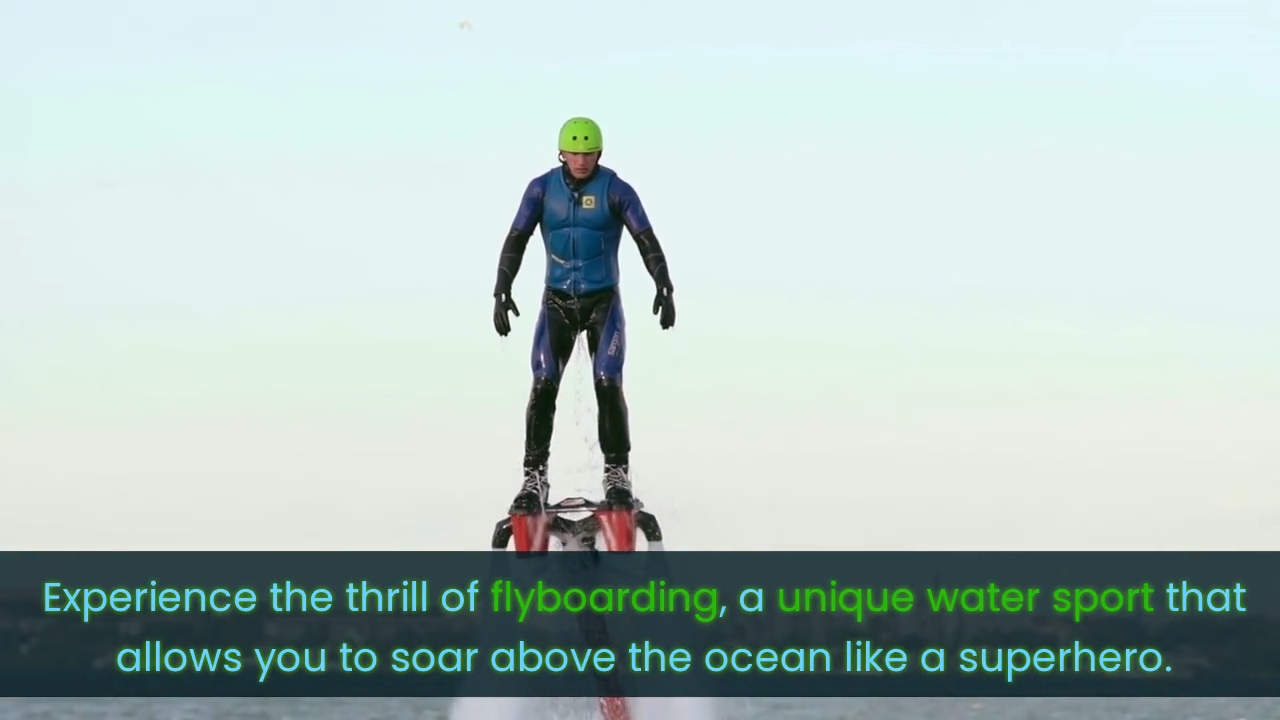 Experience the thrill of flyboarding, a unique water sport that
allows you to soar above the ocean like a superhero.